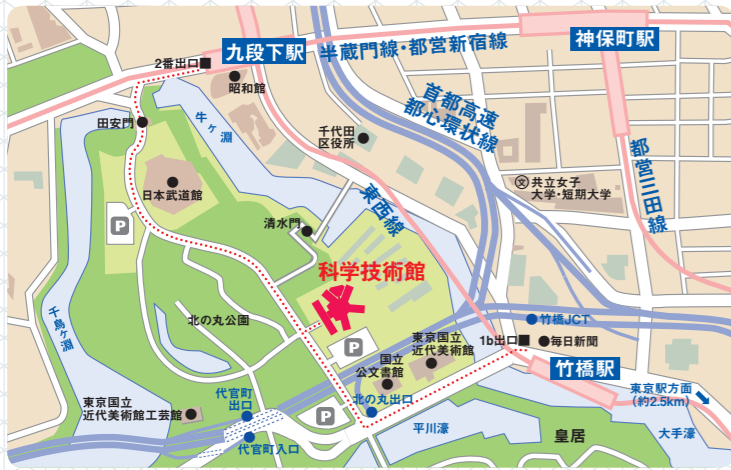 2番出口
九段下駅
半蔵門線・都営新宿線
神保町駅
昭和館
首都高速
都心環状線
牛ヶ淵
田安門
千代田
区役所
都営三田線
文
共立女子
大学・短期大学
日本武道館
東西線
P
清水門
科学技術館
千鳥ヶ淵
北の丸公園
竹橋JCT
P
東京国立
近代美術館
1b出口
毎日新聞
国立
公文書館
竹橋駅
東京国立
近代美術館工芸館
代官町
出口
北の丸出口
P
東京駅方面
(約2.5km)
代官町入口
平川濠
皇居
大手濠